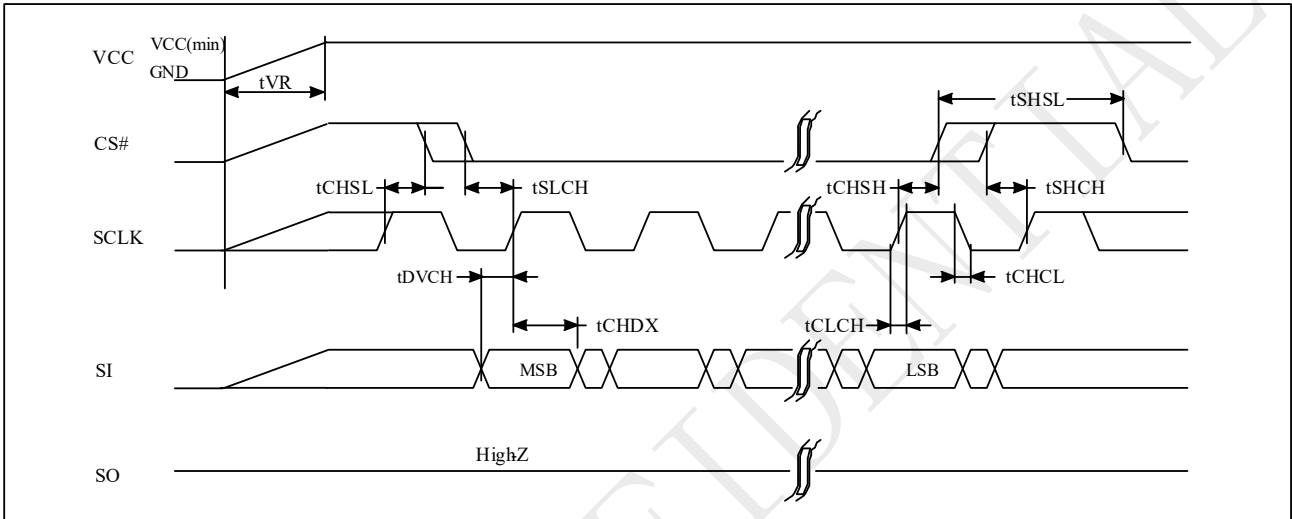 VCC
VCC(min)
GND
tVR
tSHSL
CS#
tCHSL
tSLCH
tCHSH
tSHCH
SCLK
tDVCH
tCHCL
tCHDX
tCLCH
SI
MSB
LSB
High-Z
SO